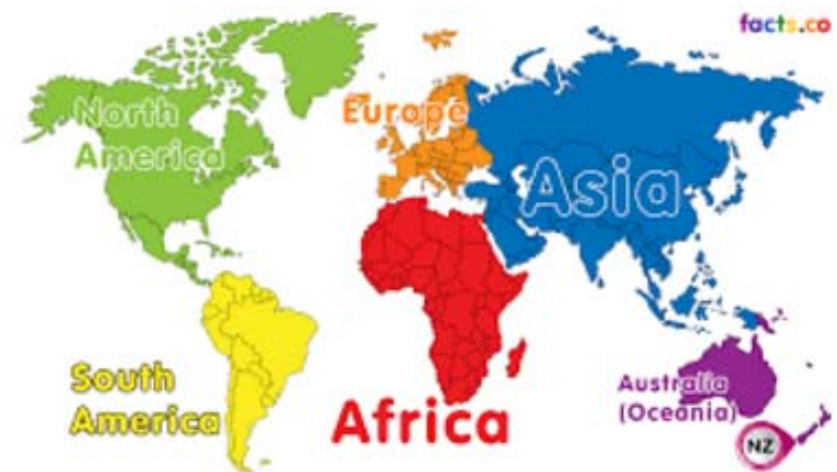 facts.co
North
America
Europe
Asia
South
America
Africa
Australia
(Oceania)
NZ